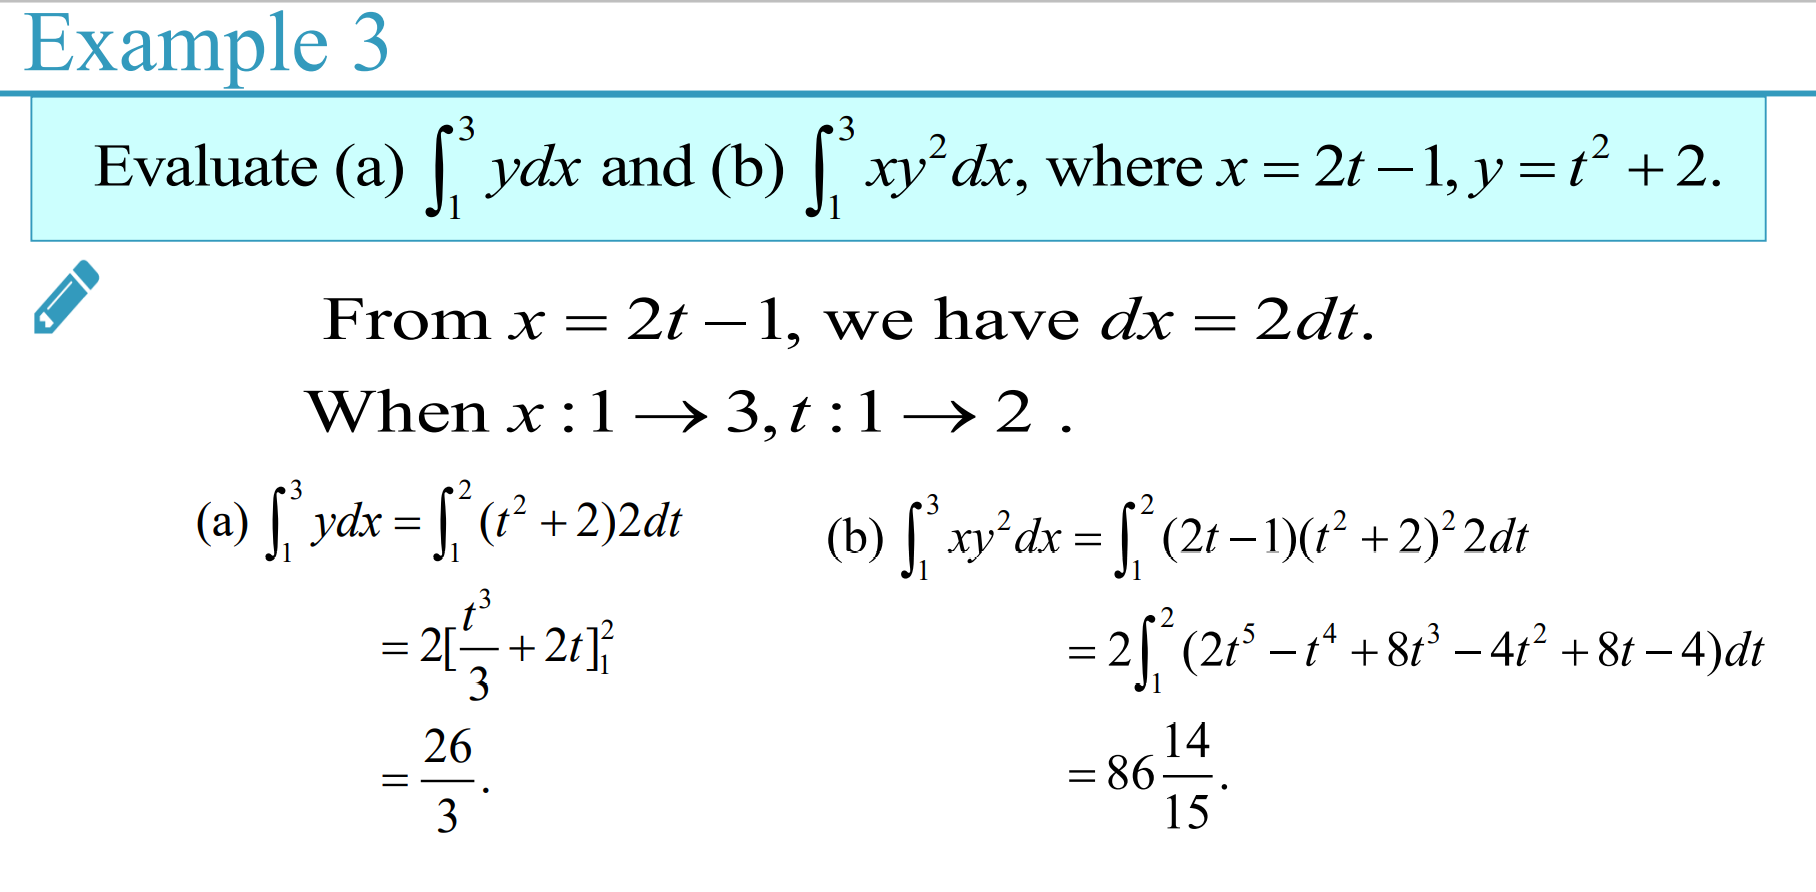 Example 3
Evaluate (a) ∫₁³ ydx and (b) ∫₁³ xy²dx, where x = 2t − 1, y = t² + 2.
From x = 2t − 1, we have dx = 2dt.
When x : 1 → 3, t : 1 → 2 .
(a) ∫₁³ ydx = ∫₁² (t² + 2)2dt
= 2[t³/3 + 2t]₁²
= 26/3.
(b) ∫₁³ xy²dx = ∫₁² (2t − 1)(t² + 2)² 2dt
= 2∫₁² (2t⁵ − t⁴ + 8t³ − 4t² + 8t − 4)dt
= 86 14/15.